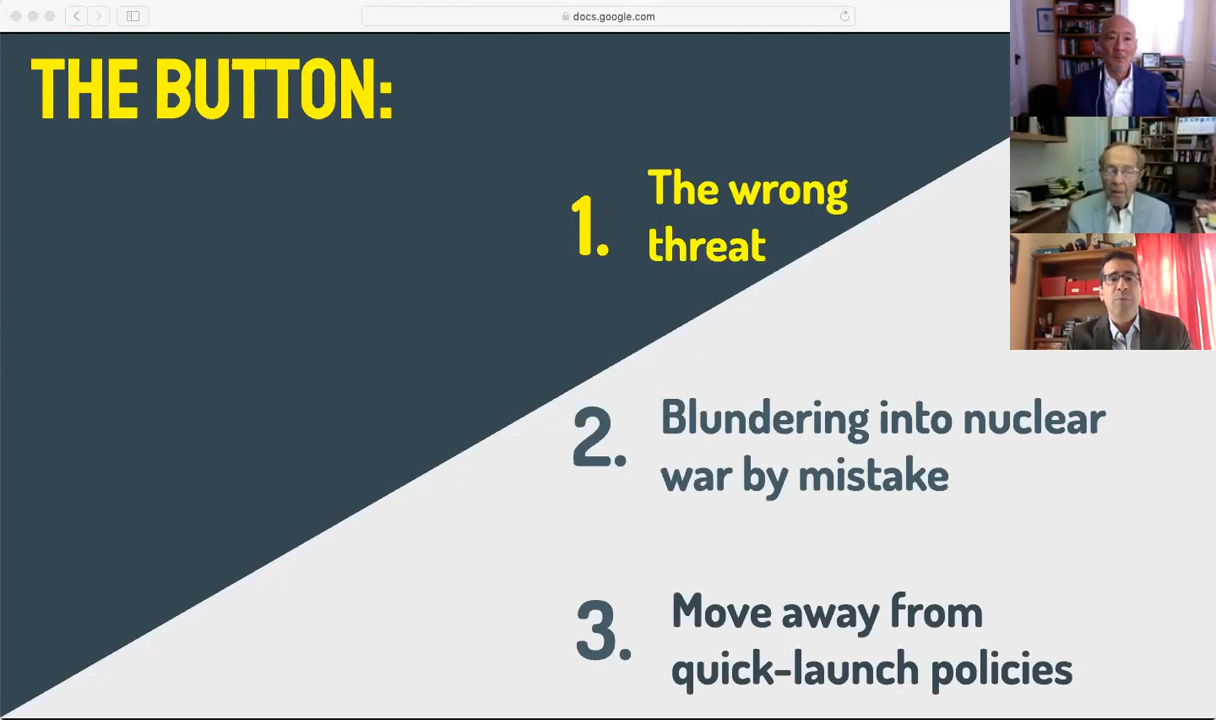 docs.google.com
THE BUTTON:
1. The wrong
threat
2. Blundering into nuclear
war by mistake
3. Move away from
quick-launch policies